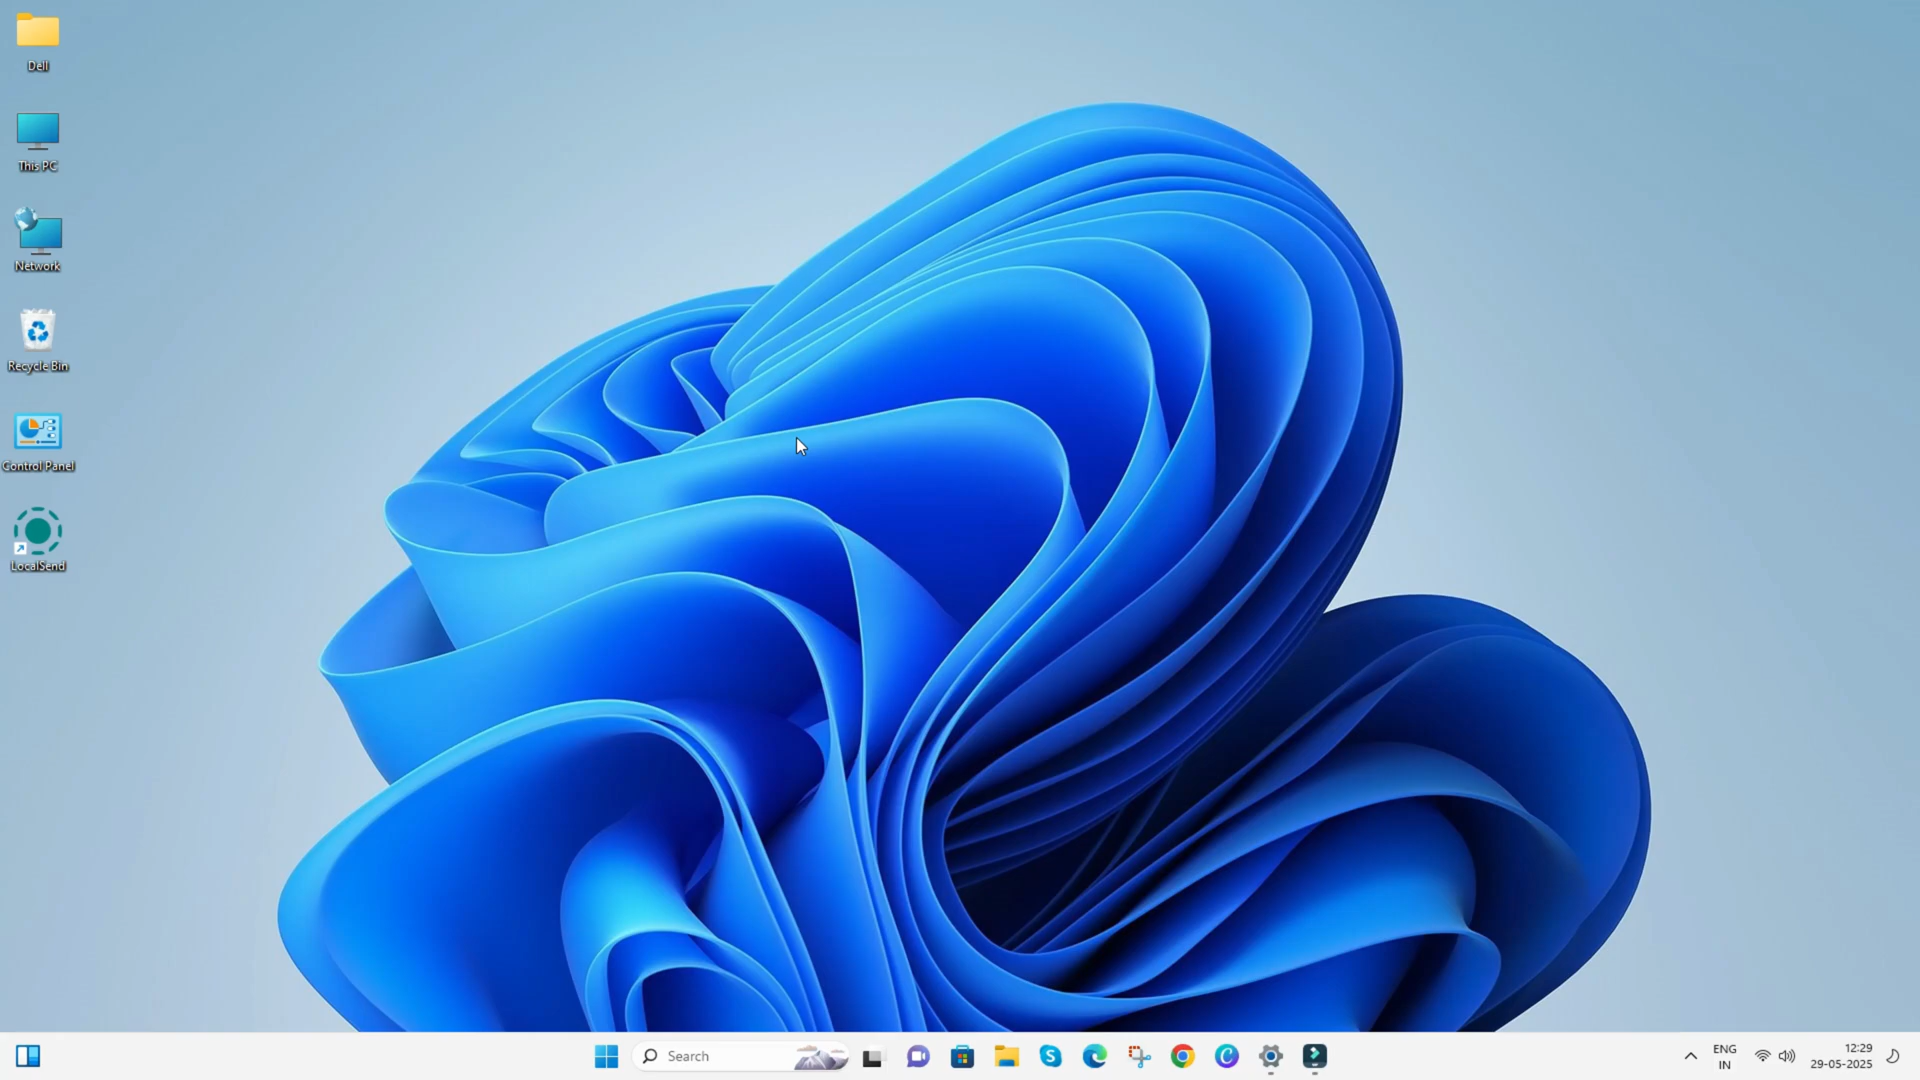 Dell
This PC
Network
Recycle Bin
Control Panel
LocalSend
Search
ENG
IN
12:29
29-05-2025